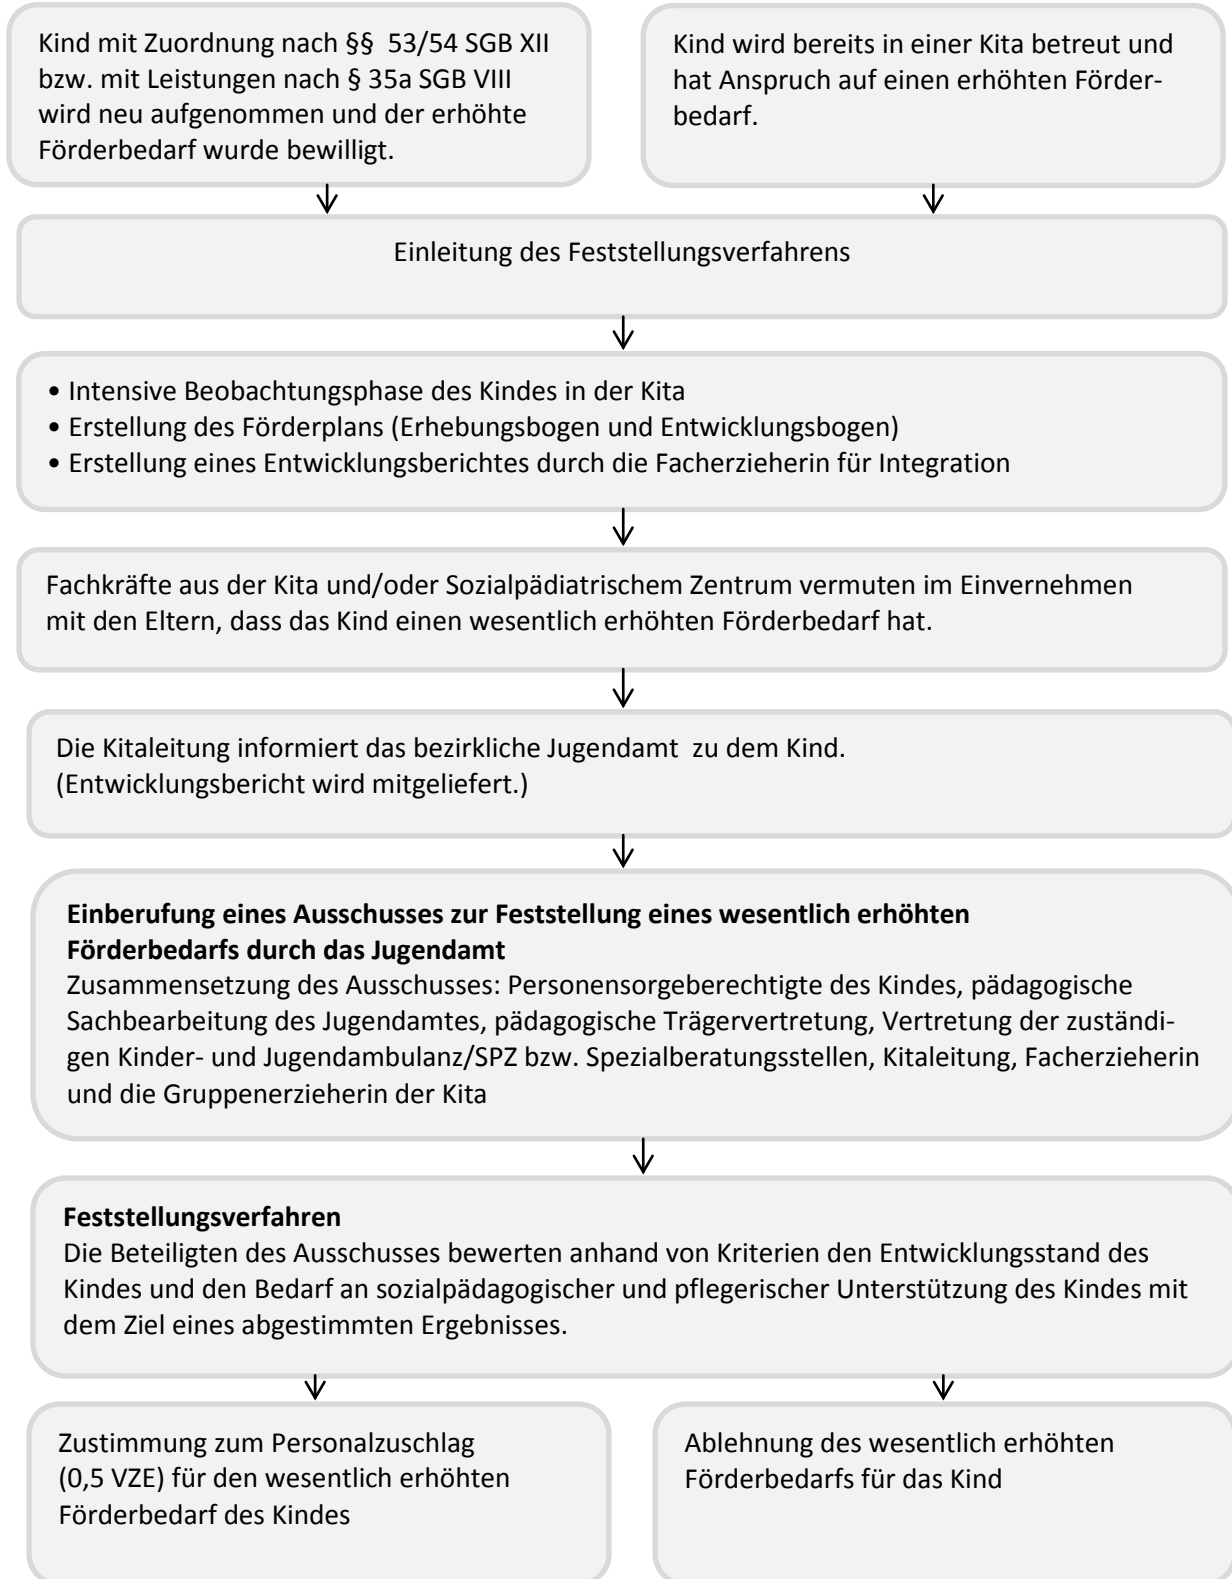 Kind mit Zuordnung nach §§ 53/54 SGB XII
bzw. mit Leistungen nach § 35a SGB VIII
wird neu aufgenommen und der erhöhte
Förderbedarf wurde bewilligt.
Kind wird bereits in einer Kita betreut und
hat Anspruch auf einen erhöhten Förder-
bedarf.
Einleitung des Feststellungsverfahrens
• Intensive Beobachtungsphase des Kindes in der Kita
• Erstellung des Förderplans (Erhebungsbogen und Entwicklungsbogen)
• Erstellung eines Entwicklungsberichtes durch die Facherzieherin für Integration
Fachkräfte aus der Kita und/oder Sozialpädiatrischem Zentrum vermuten im Einvernehmen
mit den Eltern, dass das Kind einen wesentlich erhöhten Förderbedarf hat.
Die Kitaleitung informiert das bezirkliche Jugendamt zu dem Kind.
(Entwicklungsbericht wird mitgeliefert.)
Einberufung eines Ausschusses zur Feststellung eines wesentlich erhöhten
Förderbedarfs durch das Jugendamt
Zusammensetzung des Ausschusses: Personensorgeberechtigte des Kindes, pädagogische
Sachbearbeitung des Jugendamtes, pädagogische Trägervertretung, Vertretung der zuständi-
gen Kinder- und Jugendambulanz/SPZ bzw. Spezialberatungsstellen, Kitaleitung, Facherzieherin
und die Gruppenerzieherin der Kita
Feststellungsverfahren
Die Beteiligten des Ausschusses bewerten anhand von Kriterien den Entwicklungsstand des
Kindes und den Bedarf an sozialpädagogischer und pflegerischer Unterstützung des Kindes mit
dem Ziel eines abgestimmten Ergebnisses.
Zustimmung zum Personalzuschlag
(0,5 VZE) für den wesentlich erhöhten
Förderbedarf des Kindes
Ablehnung des wesentlich erhöhten
Förderbedarfs für das Kind